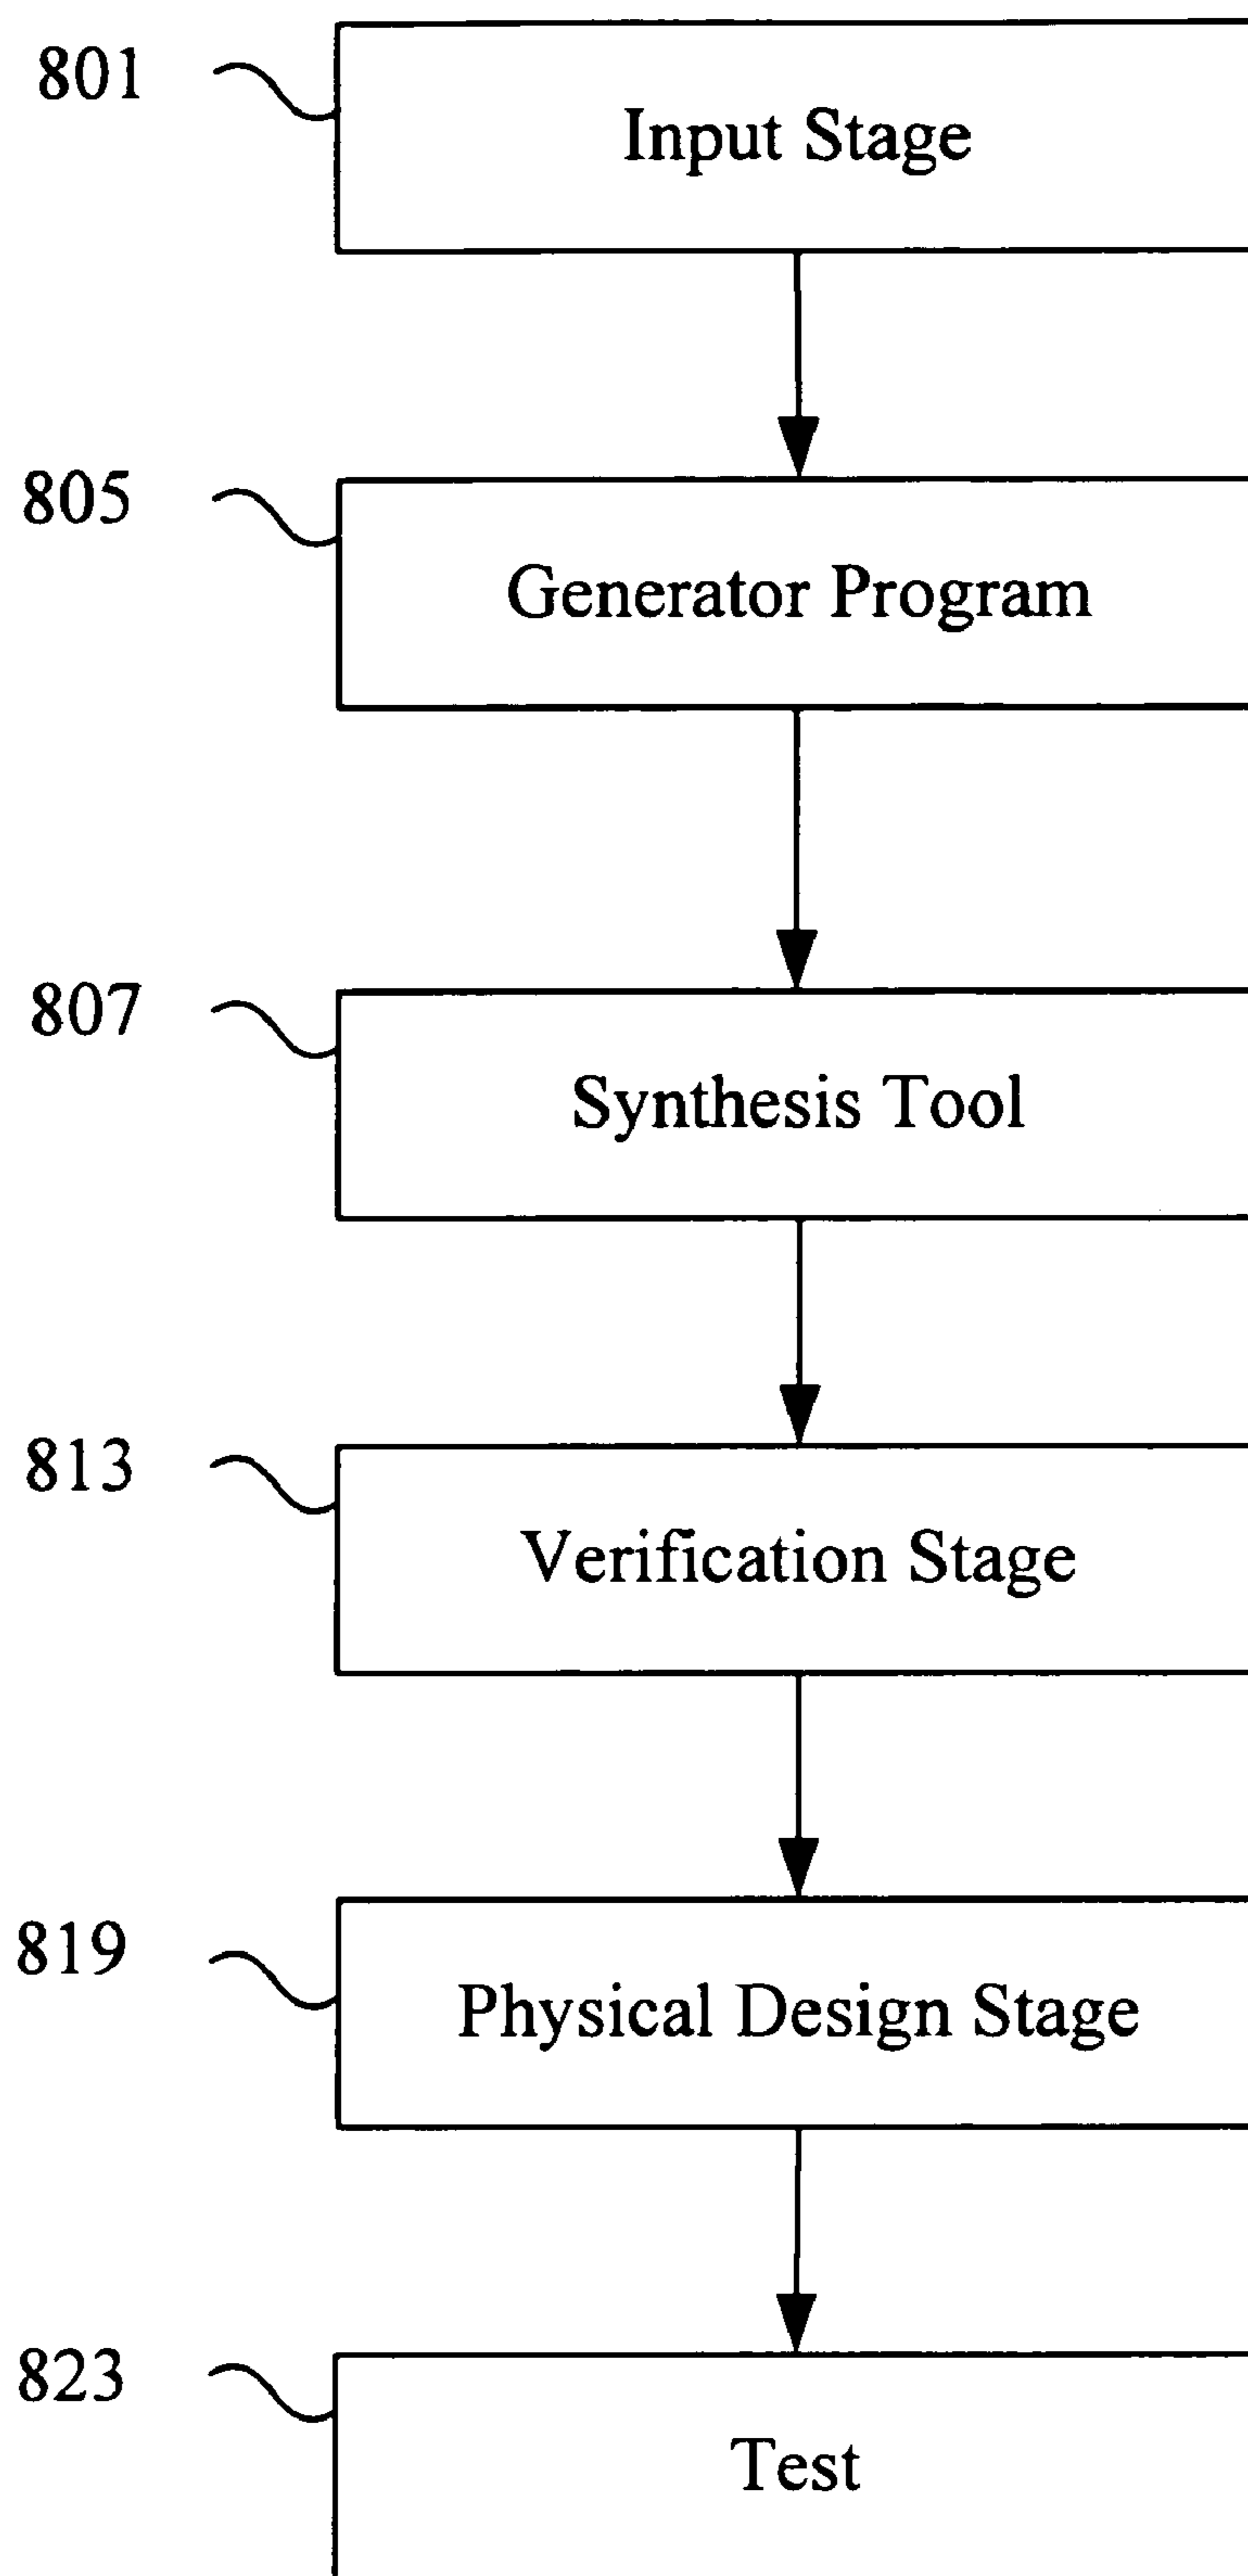 801
Input Stage
805
Generator Program
807
Synthesis Tool
813
Verification Stage
819
Physical Design Stage
823
Test